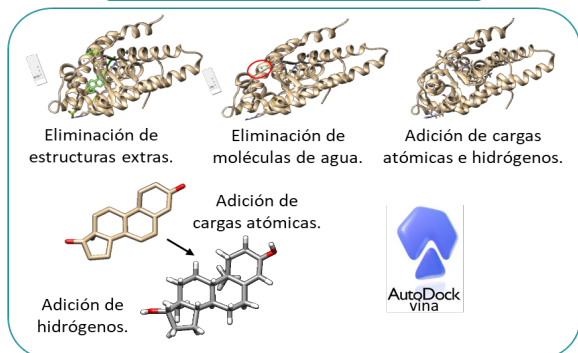 Eliminación de
estructuras extras.
Eliminación de
moléculas de agua.
Adición de cargas
atómicas e hidrógenos.
Adición de
cargas atómicas.
Adición de
hidrógenos.
AutoDock
vina